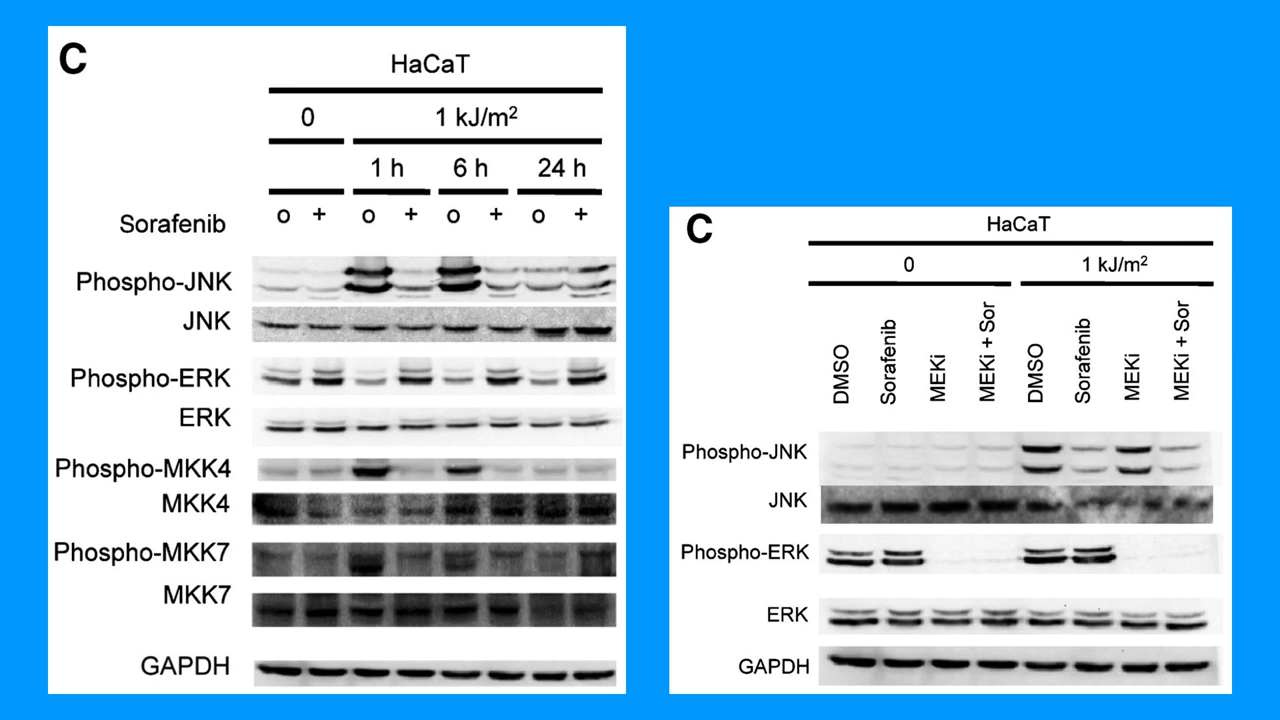 C
HaCaT
0 1 kJ/m²
1 h 6 h 24 h
Sorafenib o + o + o + o +
Phospho-JNK
JNK
Phospho-ERK
ERK
Phospho-MKK4
MKK4
Phospho-MKK7
MKK7
GAPDH
C
HaCaT
0 1 kJ/m²
DMSO Sorafenib MEKi MEKi + Sor DMSO Sorafenib MEKi MEKi + Sor
Phospho-JNK
JNK
Phospho-ERK
ERK
GAPDH